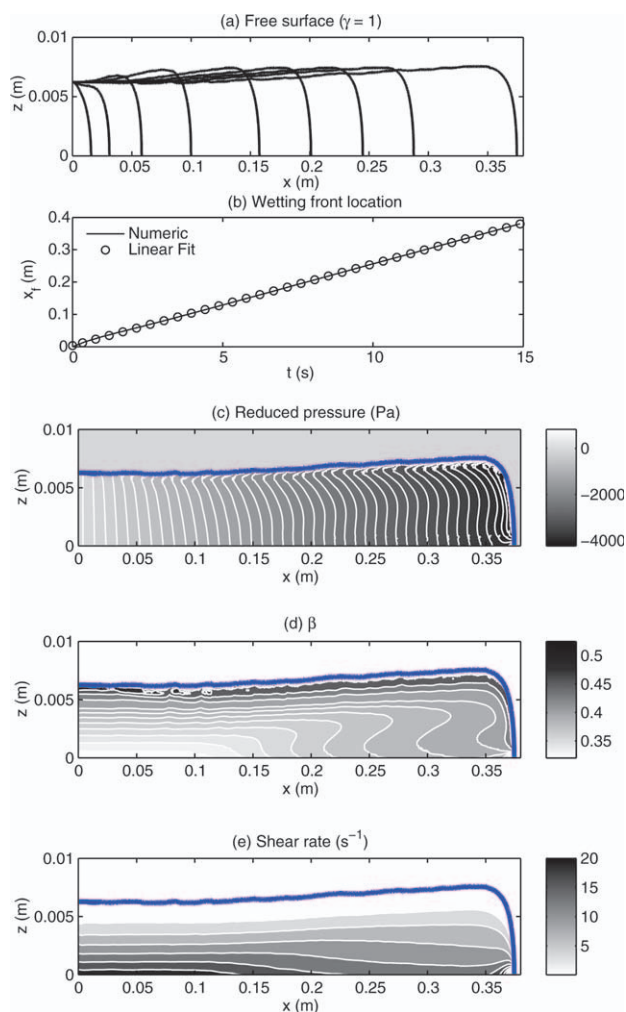 (a) Free surface (γ = 1)
0.01
0.005
0
z (m)
0 0.05 0.1 0.15 0.2 0.25 0.3 0.35
x (m)
(b) Wetting front location
0.4
0.3
0.2
0.1
0
x_f (m)
Numeric
Linear Fit
0 5 10 15
t (s)
(c) Reduced pressure (Pa)
0.01
0.005
0
z (m)
0 0.05 0.1 0.15 0.2 0.25 0.3 0.35
x (m)
0
−2000
−4000
(d) β
0.01
0.005
0
z (m)
0 0.05 0.1 0.15 0.2 0.25 0.3 0.35
x (m)
0.5
0.45
0.4
0.35
(e) Shear rate (s⁻¹)
0.01
0.005
0
z (m)
0 0.05 0.1 0.15 0.2 0.25 0.3 0.35
x (m)
20
15
10
5